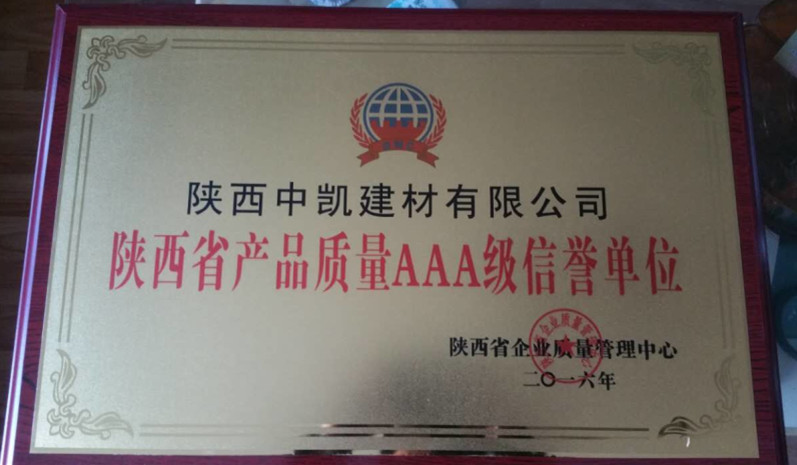 陕西中凯建材有限公司
陕西省产品质量AAA级信誉单位
陕西省企业质量管理中心
二〇一六年